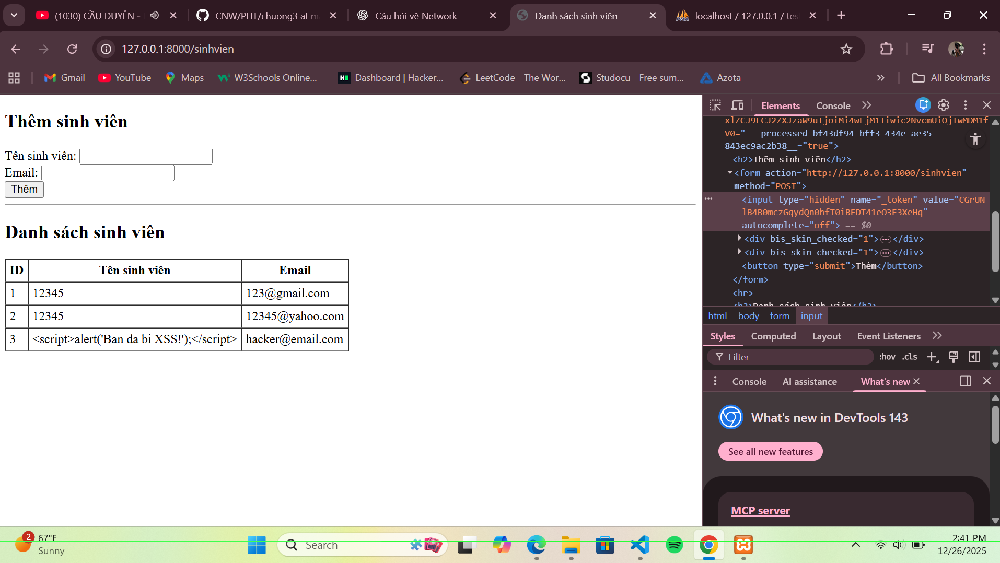 (1030) CẦU DUYÊN -
CNW/PHT/chuong3 at m
Câu hỏi về Network
Danh sách sinh viên
localhost / 127.0.0.1 / tes
127.0.0.1:8000/sinhvien
Gmail
YouTube
Maps
W3Schools Online...
Dashboard | Hacker...
LeetCode - The Wor...
Studocu - Free sum...
Azota
All Bookmarks
Thêm sinh viên
Tên sinh viên:
Email:
Thêm
Danh sách sinh viên
ID Tên sinh viên Email
1 12345 123@gmail.com
2 12345 12345@yahoo.com
3 <script>alert('Ban da bi XSS!');</script> hacker@email.com
Elements Console
xlZCJ9LCJ2ZXJzaW9uIjoiMi4wLjM1Iiwic2NvcmUiOjIwMDM1f
V0=" __processed_bf43df94-bff3-434e-ae35-
843ec9ac2b38__="true">
<h2>Thêm sinh viên</h2>
<form action="http://127.0.0.1:8000/sinhvien"
method="POST">
<input type="hidden" name="_token" value="CGrUN
lB4B0mczGqydQn0hfT0iBEDT41eO3E3XeHq"
autocomplete="off"> == $0
<div bis_skin_checked="1">…</div>
<div bis_skin_checked="1">…</div>
<button type="submit">Thêm</button>
</form>
<hr>
<h2>Danh sách sinh viên</h2>
html body form input
Styles Computed Layout Event Listeners
Filter :hov .cls
Console AI assistance What's new
What's new in DevTools 143
See all new features
MCP server
2
67°F
Sunny
Search
2:41 PM
12/26/2025